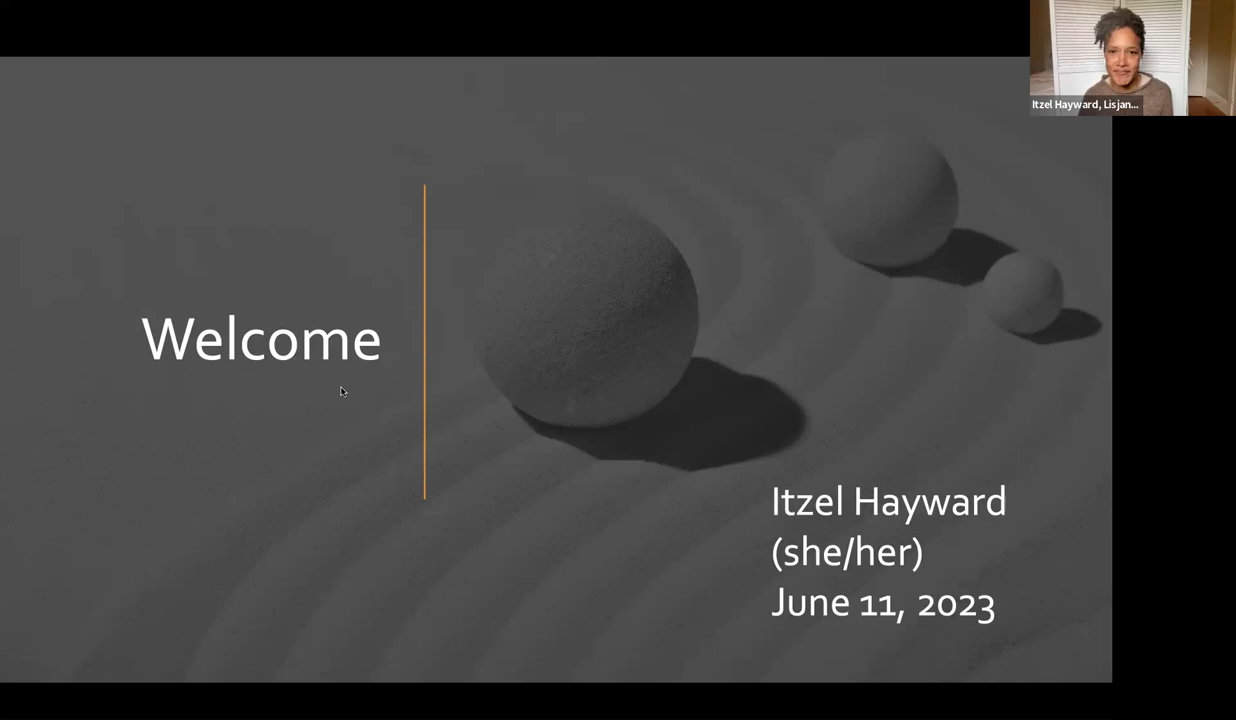 Itzel Hayward, Lisjan...
Welcome
Itzel Hayward
(she/her)
June 11, 2023